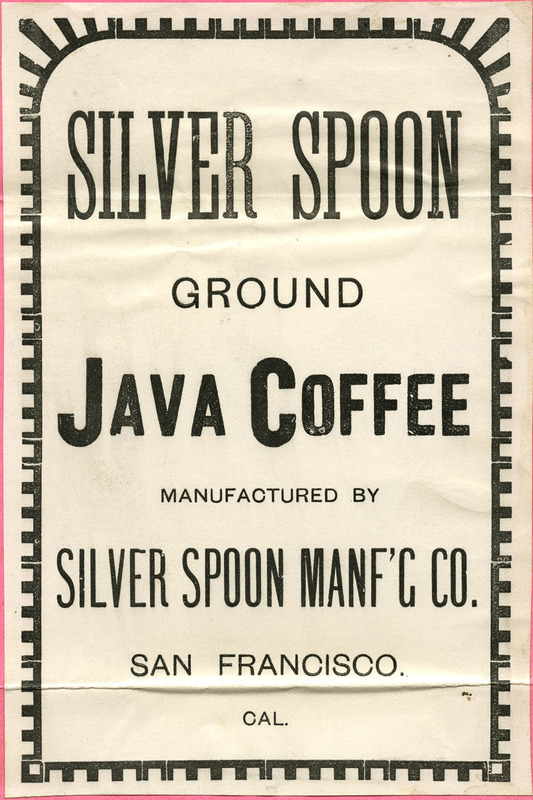 SILVER SPOON
GROUND
JAVA COFFEE
MANUFACTURED BY
SILVER SPOON MANF'G CO.
SAN FRANCISCO.
CAL.